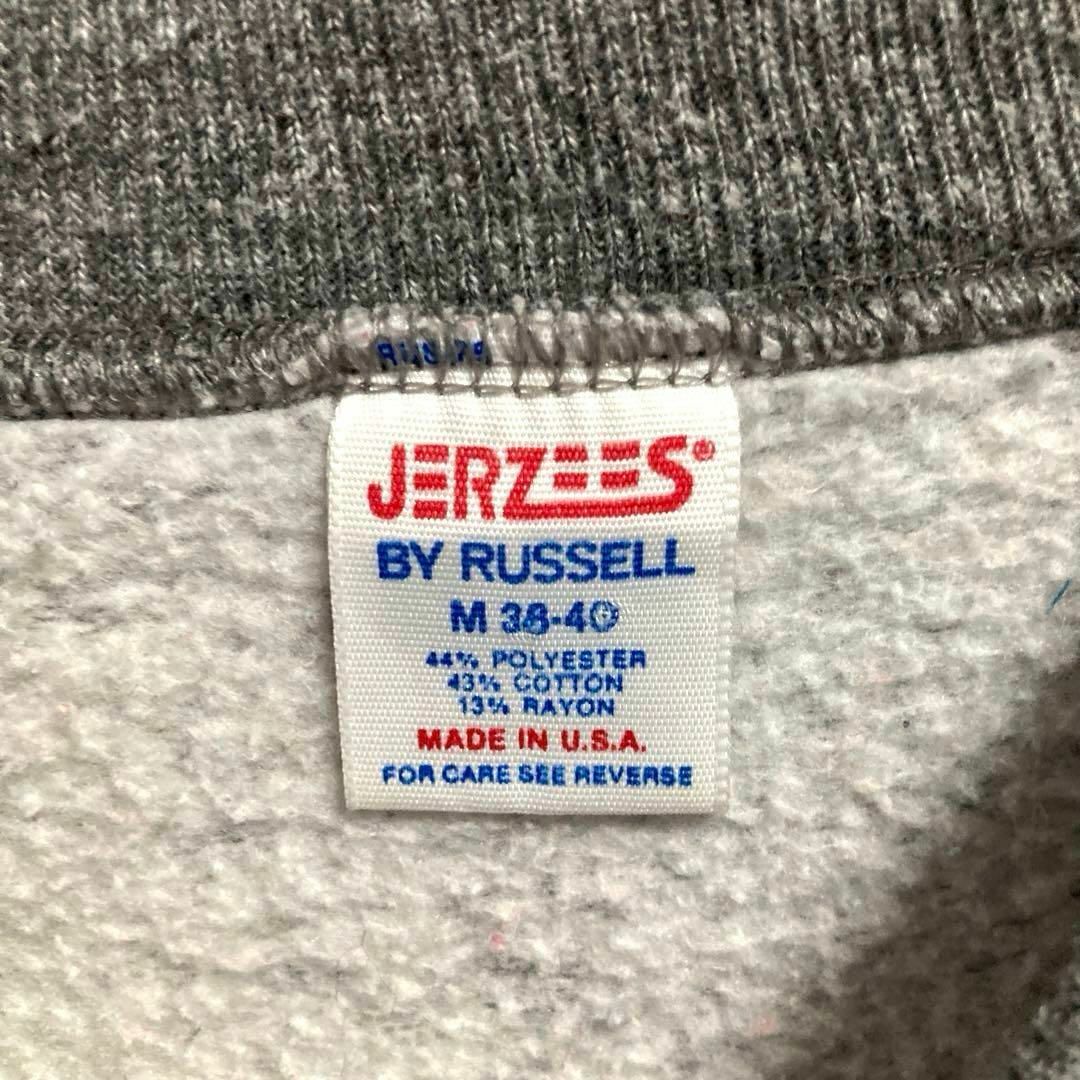 JERZEES®
BY RUSSELL
M 38-40
44% POLYESTER
43% COTTON
13% RAYON
MADE IN U.S.A.
FOR CARE SEE REVERSE